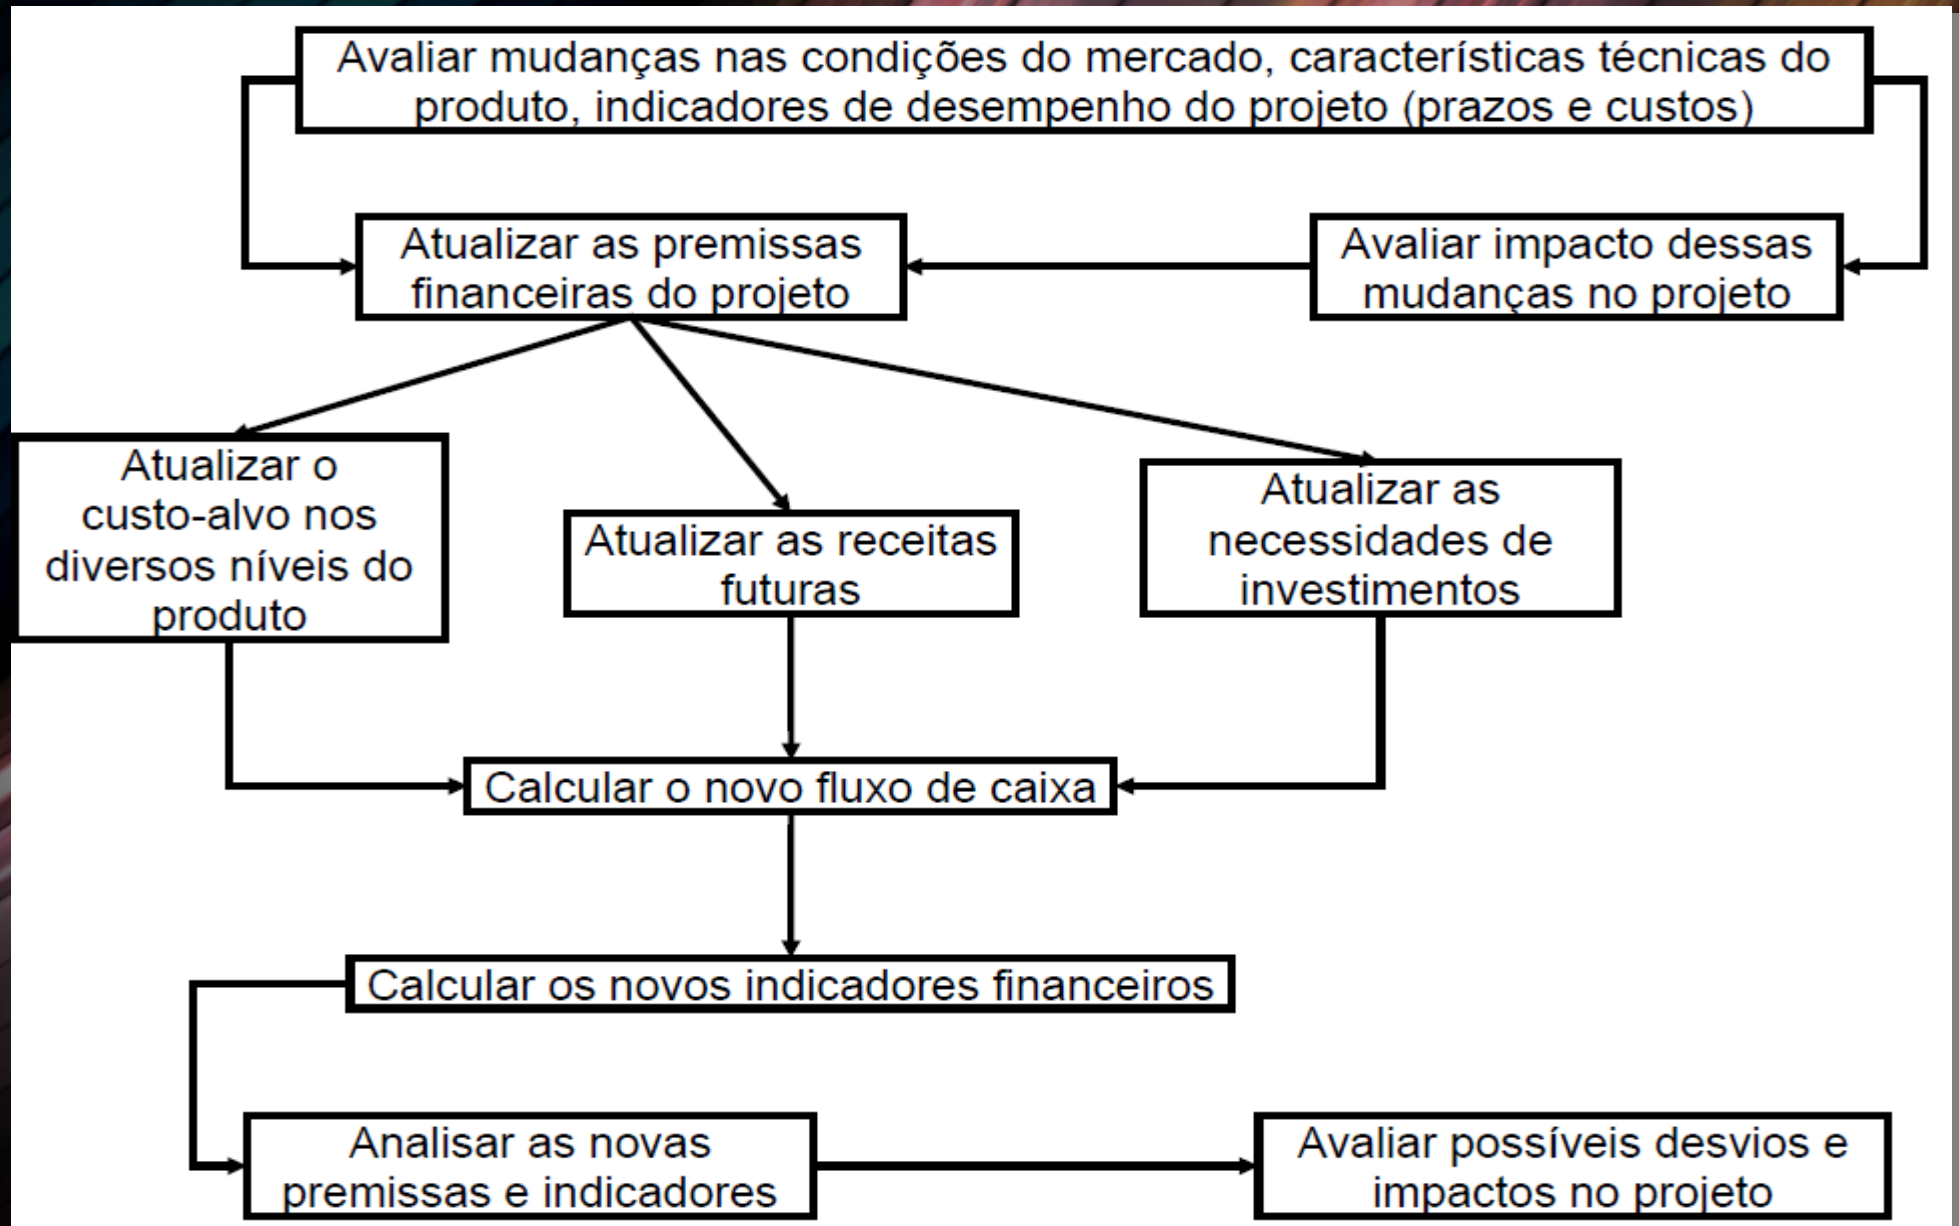 Avaliar mudanças nas condições do mercado, características técnicas do
produto, indicadores de desempenho do projeto (prazos e custos)
Atualizar as premissas
financeiras do projeto
Avaliar impacto dessas
mudanças no projeto
Atualizar o
custo-alvo nos
diversos níveis do
produto
Atualizar as receitas
futuras
Atualizar as
necessidades de
investimentos
Calcular o novo fluxo de caixa
Calcular os novos indicadores financeiros
Analisar as novas
premissas e indicadores
Avaliar possíveis desvios e
impactos no projeto